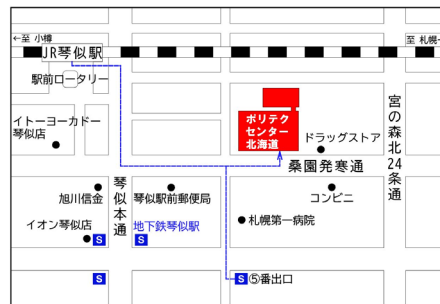 ←至 小樽
至 札幌→
JR琴似駅
駅前ロータリー
イトーヨーカドー
琴似店
ポリテク
センター
北海道
ドラッグストア
宮の森北24条通
桑園発寒通
旭川信金
琴似本通
琴似駅前郵便局
コンビニ
イオン琴似店
S
地下鉄琴似駅
S
札幌第一病院
S
S
⑤番出口